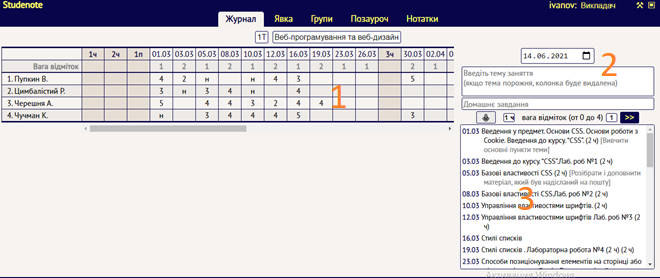 Studenote
ivanov: Викладач
Журнал Явка Групи Позауроч Нотатки
1Т Веб-програмування та веб-дизайн
1ч 2ч 1п 01.03 03.03 05.03 08.03 10.03 12.03 16.03 19.03 23.03 26.03 3ч 30.03 02.04
Вага відміток 1 2 1 2 1 2 1 2 1 2 1 2
1. Пупкин В. 4 2 н н 4 3 5
2. Цимбалістий Р. 3 н 3 4 н 4
3. Черешня А. 5 4 4 3 2 4 4
4. Чучман К. н 3 4 4 4 5 3
1
14.06.2021
2
Введіть тему заняття
(якщо тема порожня, колонка буде видалена)
Домашнє завдання
1 ч вага відміток (от 0 до 4) 1 >>
01.03 Введення у предмет. Основи CSS. Основи роботи з
Cookie. Введення до курсу. "CSS". (2 ч) [Вивчити
основні пункти теми]
03.03 Введення до курсу."CSS".Лаб. роб №1 (2 ч)
05.03 Базові властивості CSS (2 ч) [Розібрати і доповнити
матеріал, який був надісланий на пошту]
08.03 Базові властивості CSS.Лаб. роб №2 (2 ч)
3
10.03 Управління властивостями шрифтів. (2 ч)
12.03 Управління властивостями шрифтів Лаб. роб №3 (2
ч)
16.03 Стилі списків
19.03 Стилі списків . Лабораторна робота №4 (2 ч) (2 ч)
23.03 Способи позиціонування елементів на сторінці або